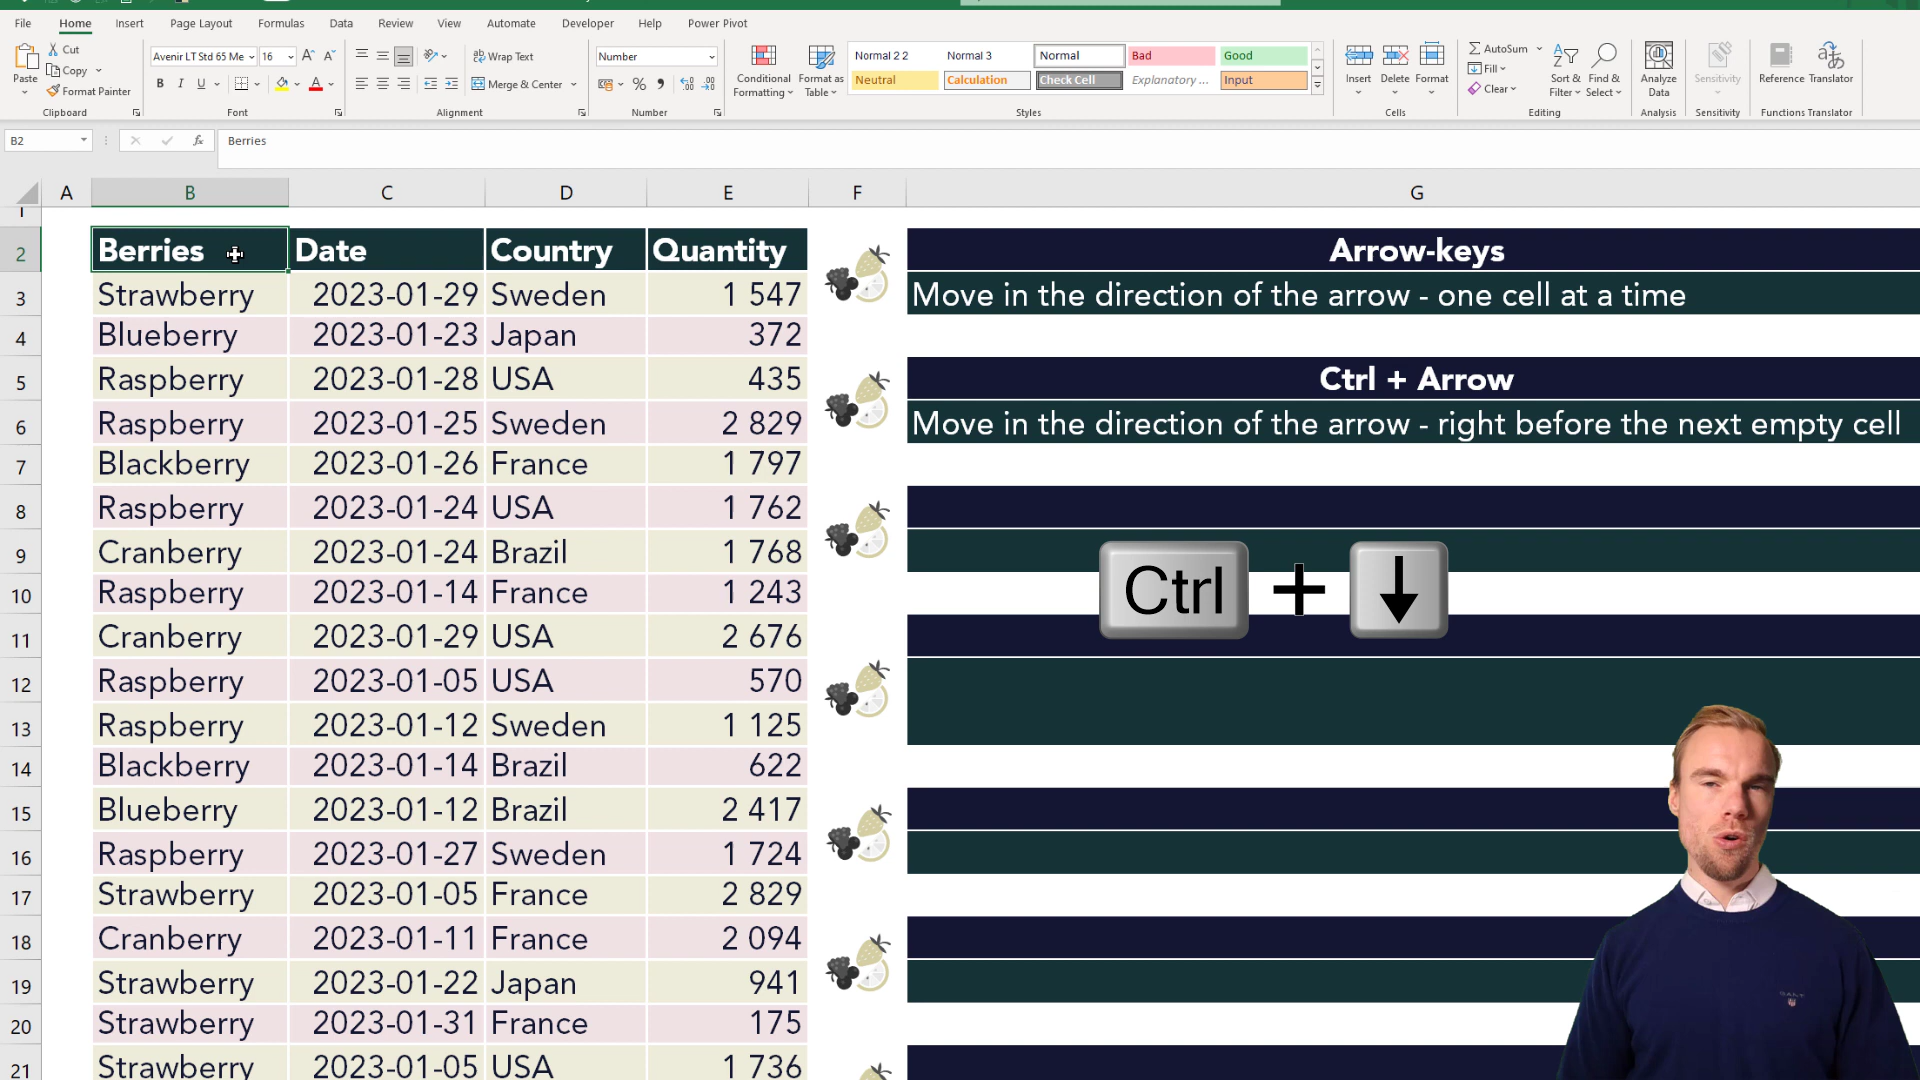 File Home Insert Page Layout Formulas Data Review View Automate Developer Help Power Pivot
Paste Cut Copy Format Painter Clipboard
Avenir LT Std 65 Me 16 B I U A Font
Wrap Text Merge & Center Alignment
Number % Number
Conditional Formatting Format as Table
Normal 2 2 Normal 3 Normal Bad Good
Neutral Calculation Check Cell Explanatory ... Input
Styles
Insert Delete Format Cells
AutoSum Fill Clear Sort & Filter Find & Select Editing
Analyze Data Analysis
Sensitivity Sensitivity
Reference Translator Functions Translator
B2 fx Berries
A B C D E F G
1
2 Berries Date Country Quantity Arrow-keys
3 Strawberry 2023-01-29 Sweden 1 547 Move in the direction of the arrow - one cell at a time
4 Blueberry 2023-01-23 Japan 372
5 Raspberry 2023-01-28 USA 435 Ctrl + Arrow
6 Raspberry 2023-01-25 Sweden 2 829 Move in the direction of the arrow - right before the next empty cell
7 Blackberry 2023-01-26 France 1 797
8 Raspberry 2023-01-24 USA 1 762
9 Cranberry 2023-01-24 Brazil 1 768
10 Raspberry 2023-01-14 France 1 243
Ctrl + ↓
11 Cranberry 2023-01-29 USA 2 676
12 Raspberry 2023-01-05 USA 570
13 Raspberry 2023-01-12 Sweden 1 125
14 Blackberry 2023-01-14 Brazil 622
15 Blueberry 2023-01-12 Brazil 2 417
16 Raspberry 2023-01-27 Sweden 1 724
17 Strawberry 2023-01-05 France 2 829
18 Cranberry 2023-01-11 France 2 094
19 Strawberry 2023-01-22 Japan 941
GANT
20 Strawberry 2023-01-31 France 175
21 Strawberry 2023-01-05 USA 1 736